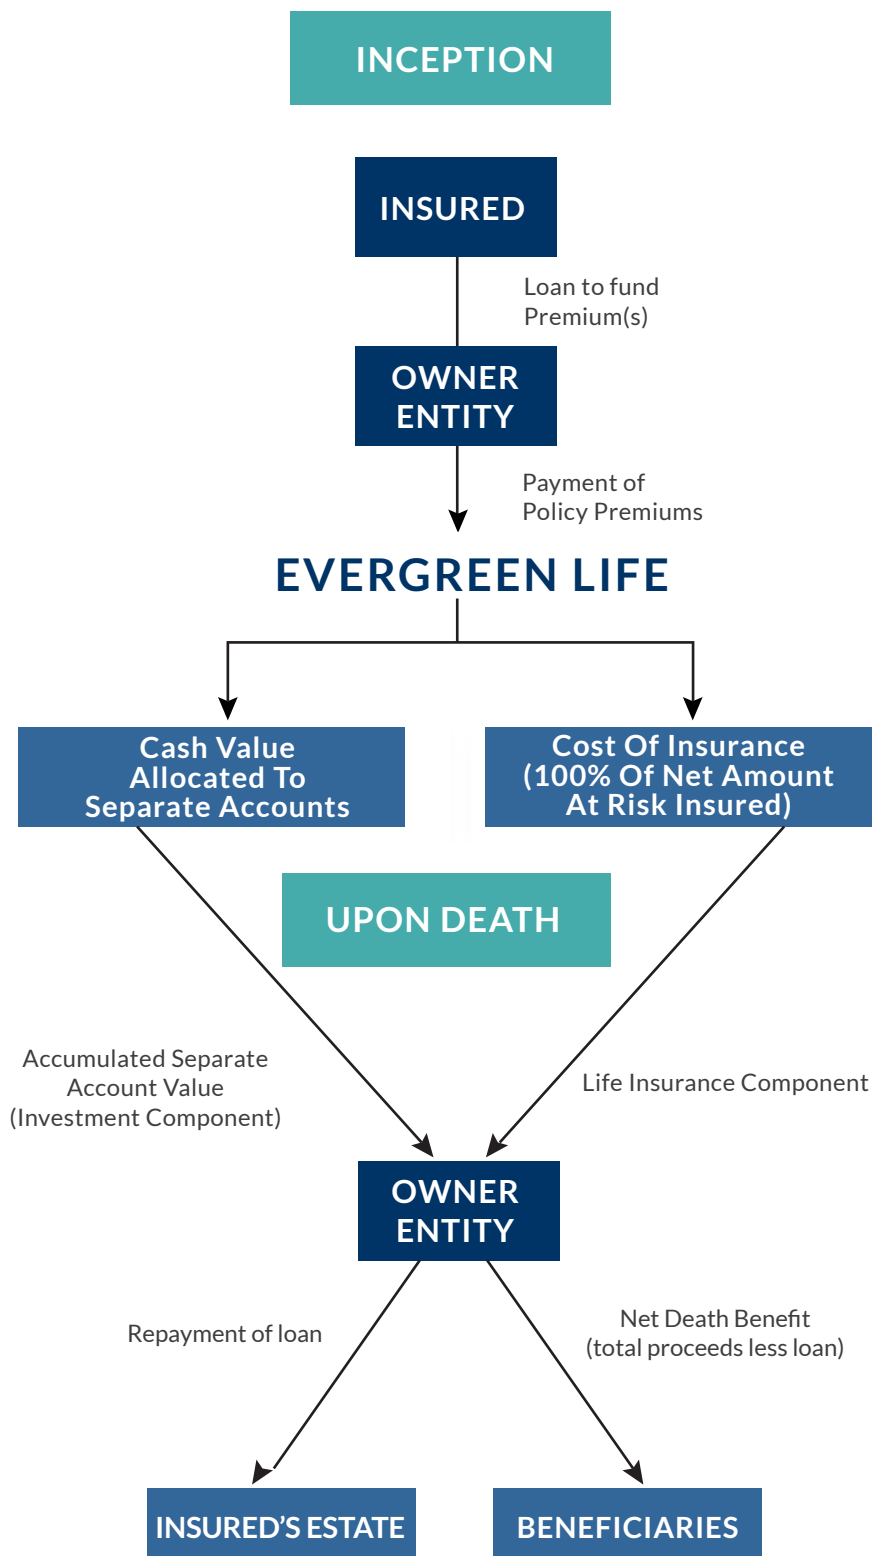 INCEPTION
INSURED
Loan to fund
Premium(s)
OWNER
ENTITY
Payment of
Policy Premiums
EVERGREEN LIFE
Cash Value
Allocated To
Separate Accounts
Cost Of Insurance
(100% Of Net Amount
At Risk Insured)
UPON DEATH
Accumulated Separate
Account Value
(Investment Component)
Life Insurance Component
OWNER
ENTITY
Repayment of loan
Net Death Benefit
(total proceeds less loan)
INSURED'S ESTATE
BENEFICIARIES